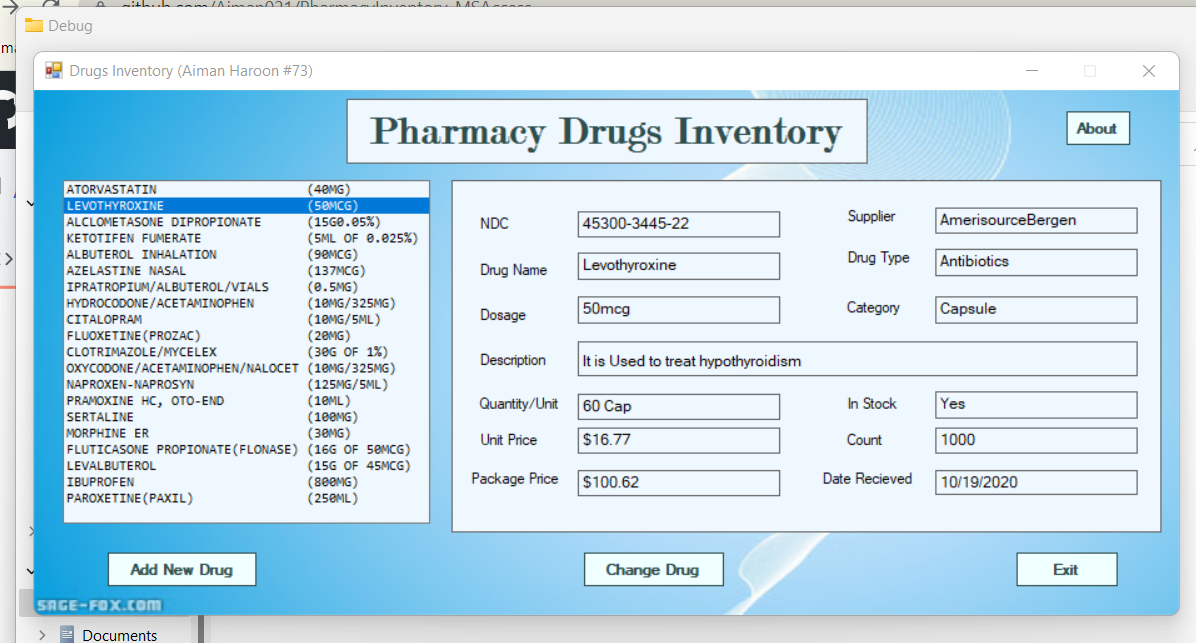 github.com/Aiman021/PharmacyInventory_MSAccess
Debug
Drugs Inventory (Aiman Haroon #73)
Pharmacy Drugs Inventory
About
ATORVASTATIN (40MG)
LEVOTHYROXINE (50MCG)
ALCLOMETASONE DIPROPIONATE (15G0.05%)
KETOTIFEN FUMERATE (5ML OF 0.025%)
ALBUTEROL INHALATION (90MCG)
AZELASTINE NASAL (137MCG)
IPRATROPIUM/ALBUTEROL/VIALS (0.5MG)
HYDROCODONE/ACETAMINOPHEN (10MG/325MG)
CITALOPRAM (10MG/5ML)
FLUOXETINE(PROZAC) (20MG)
CLOTRIMAZOLE/MYCELEX (30G OF 1%)
OXYCODONE/ACETAMINOPHEN/NALOCET (10MG/325MG)
NAPROXEN-NAPROSYN (125MG/5ML)
PRAMOXINE HC, OTO-END (10ML)
SERTALINE (100MG)
MORPHINE ER (30MG)
FLUTICASONE PROPIONATE(FLONASE) (16G OF 50MCG)
LEVALBUTEROL (15G OF 45MCG)
IBUPROFEN (800MG)
PAROXETINE(PAXIL) (250ML)
NDC 45300-3445-22
Supplier AmerisourceBergen
Drug Name Levothyroxine
Drug Type Antibiotics
Dosage 50mcg
Category Capsule
Description It is Used to treat hypothyroidism
Quantity/Unit 60 Cap
In Stock Yes
Unit Price $16.77
Count 1000
Package Price $100.62
Date Recieved 10/19/2020
Add New Drug
Change Drug
Exit
SAGE-FOX.COM
Documents